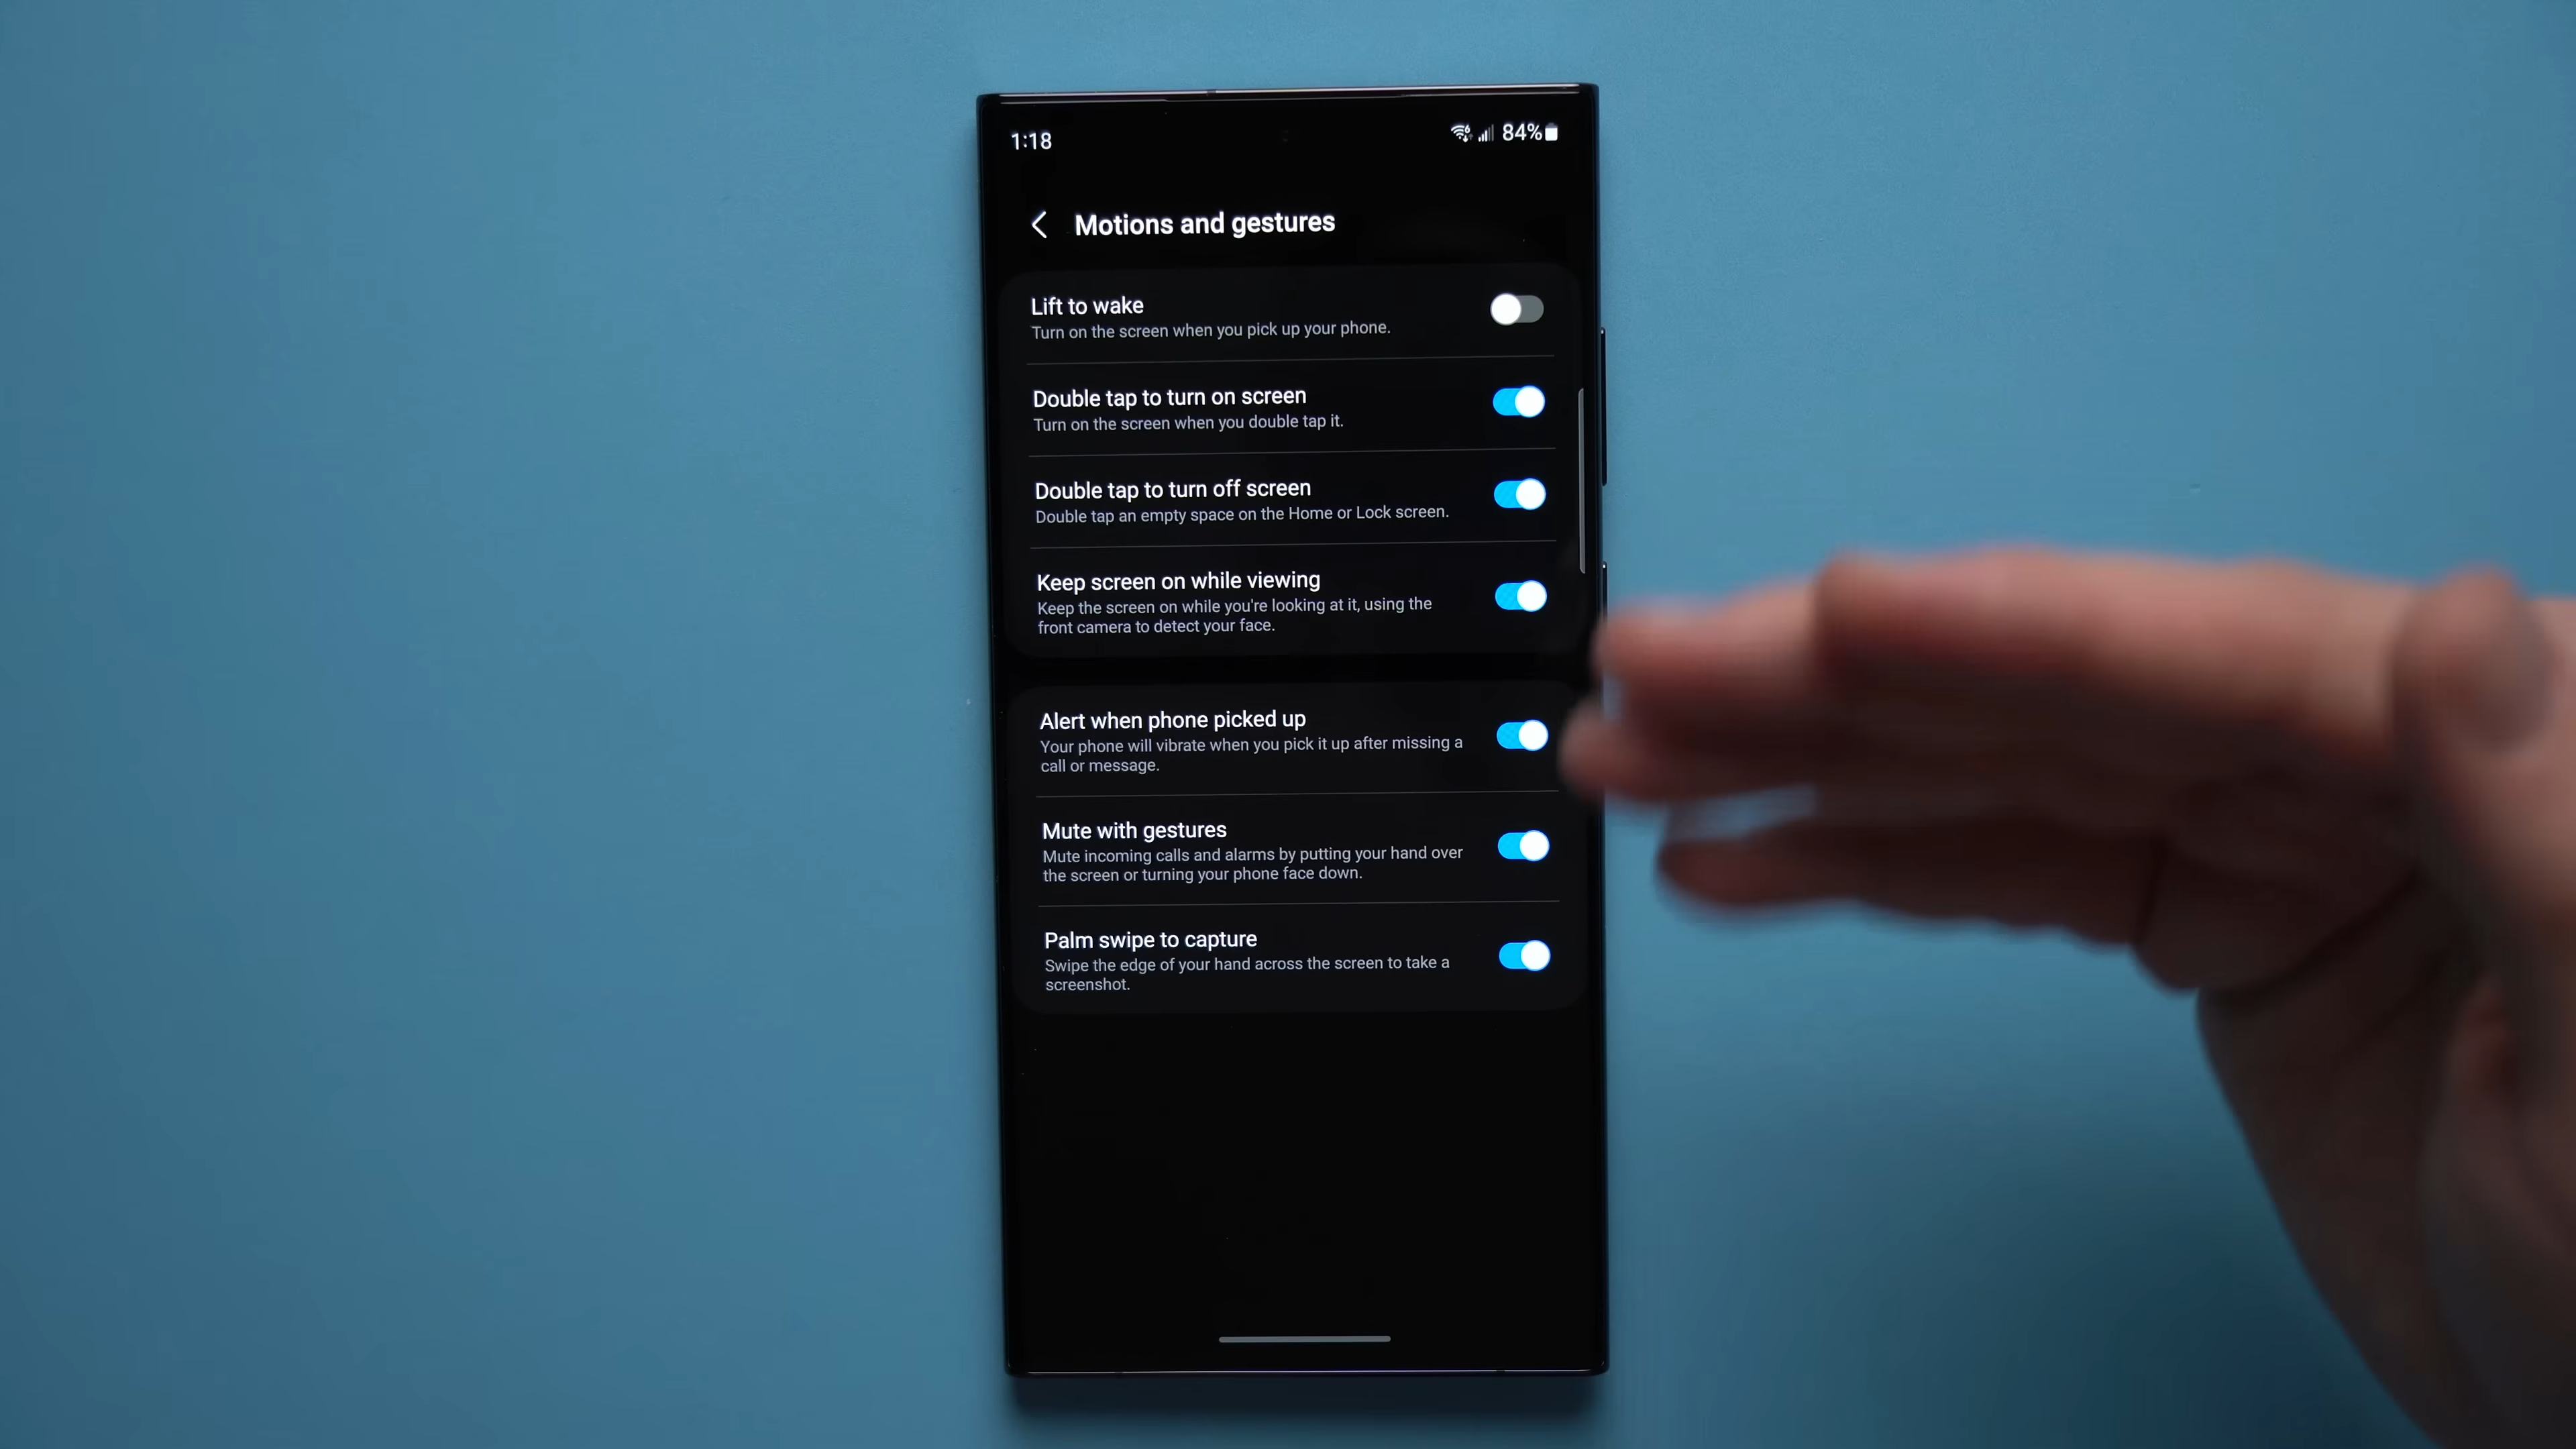 1:18
84%
Motions and gestures
Lift to wake
Turn on the screen when you pick up your phone.
Double tap to turn on screen
Turn on the screen when you double tap it.
Double tap to turn off screen
Double tap an empty space on the Home or Lock screen.
Keep screen on while viewing
Keep the screen on while you're looking at it, using the
front camera to detect your face.
Alert when phone picked up
Your phone will vibrate when you pick it up after missing a
call or message.
Mute with gestures
Mute incoming calls and alarms by putting your hand over
the screen or turning your phone face down.
Palm swipe to capture
Swipe the edge of your hand across the screen to take a
screenshot.